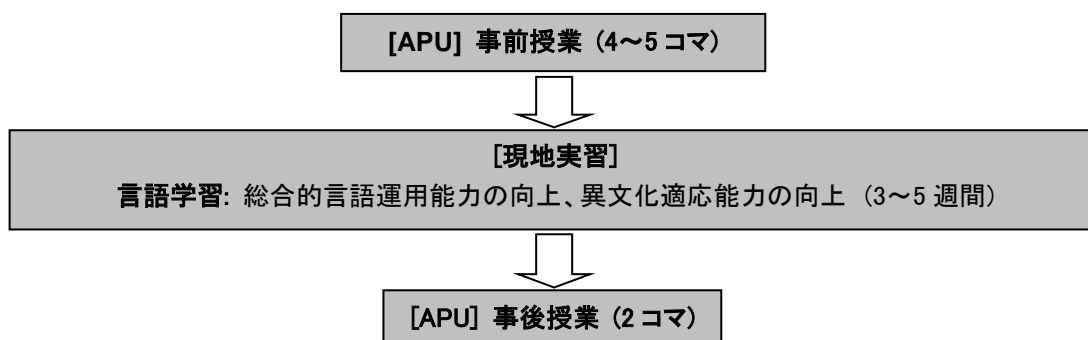 [APU] 事前授業 (4～5 コマ)
[現地実習]
言語学習: 総合的言語運用能力の向上、異文化適応能力の向上 (3～5 週間)
[APU] 事後授業 (2 コマ)